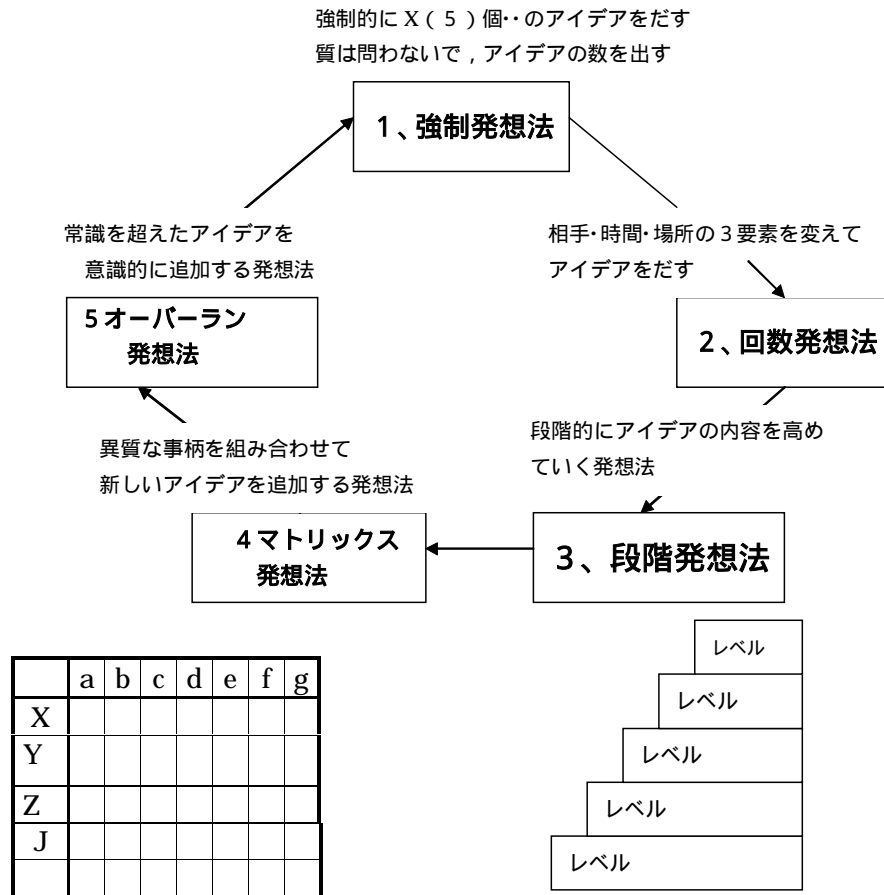 強制的にX(5)個‥のアイデアをだす
質は問わないで,アイデアの数を出す
1、強制発想法
常識を超えたアイデアを
意識的に追加する発想法
相手・時間・場所の3要素を変えて
アイデアをだす
5オーバーラン
発想法
2、回数発想法
異質な事柄を組み合わせて
新しいアイデアを追加する発想法
段階的にアイデアの内容を高め
ていく発想法
4マトリックス
発想法
3、段階発想法
a b c d e f g
X
Y
Z
J
レベル
レベル
レベル
レベル
レベル